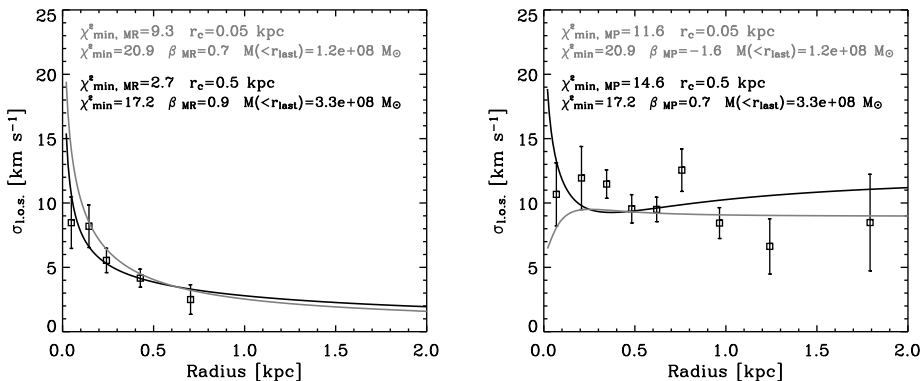 χ²min, MR=9.3 rc=0.05 kpc
χ²min=20.9 β MR=0.7 M(<rlast)=1.2e+08 M⊙
χ²min, MR=2.7 rc=0.5 kpc
χ²min=17.2 β MR=0.9 M(<rlast)=3.3e+08 M⊙
25
20
15
10
5
0
σl.o.s. [km s⁻¹]
0.0 0.5 1.0 1.5 2.0
Radius [kpc]
χ²min, MP=11.6 rc=0.05 kpc
χ²min=20.9 β MP=−1.6 M(<rlast)=1.2e+08 M⊙
χ²min, MP=14.6 rc=0.5 kpc
χ²min=17.2 β MP=0.7 M(<rlast)=3.3e+08 M⊙
25
20
15
10
5
0
σl.o.s. [km s⁻¹]
0.0 0.5 1.0 1.5 2.0
Radius [kpc]